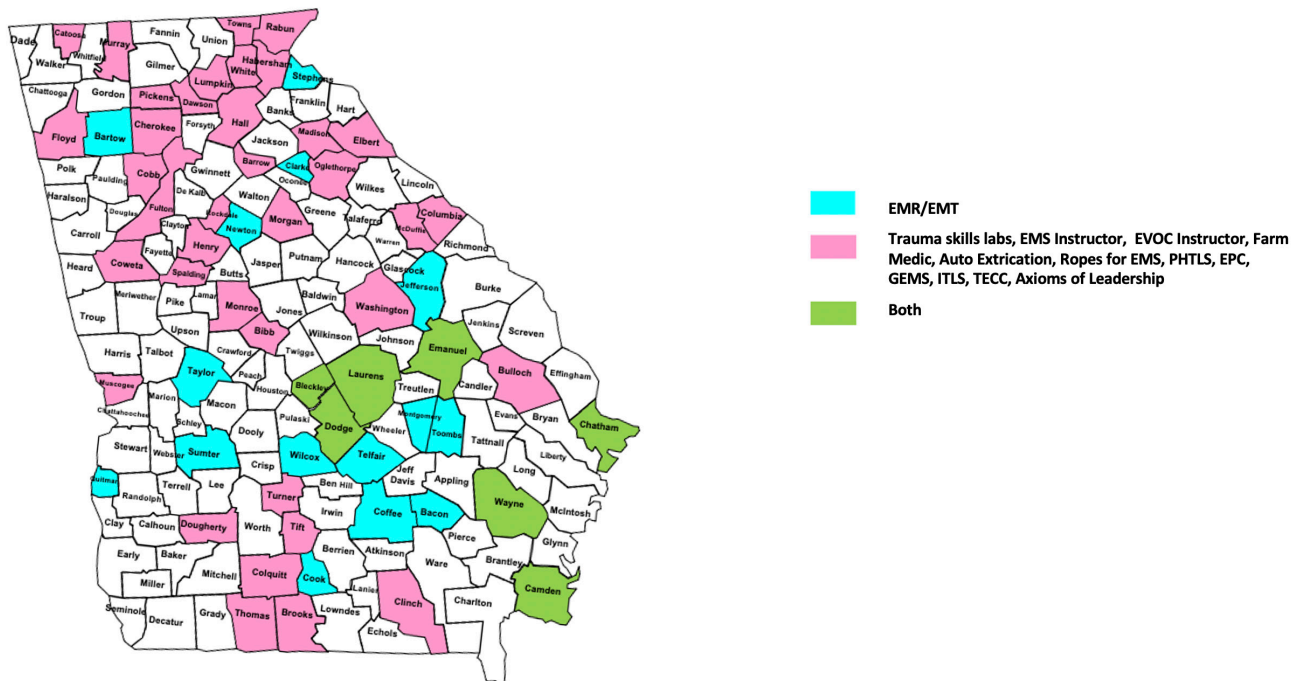 Towns
Rabun
Fannin
Union
Dade
Catoosa
Murray
Whitfield
Walker
Gilmer
Habersham
White
Stephens
Lumpkin
Chattooga
Gordon
Pickens
Dawson
Banks
Franklin
Hart
Floyd
Bartow
Cherokee
Forsyth
Hall
Jackson
Madison
Elbert
Polk
Paulding
Cobb
Gwinnett
Barrow
Clarke
Oconee
Oglethorpe
Wilkes
Lincoln
Haralson
Douglas
Fulton
De Kalb
Walton
Greene
Talaferro
Columbia
McDuffie
Carroll
Clayton
Rockdale
Newton
Morgan
Warren
Richmond
Fayette
Henry
Heard
Coweta
Spalding
Butts
Jasper
Putnam
Hancock
Glascock
Jefferson
Burke
Troup
Meriwether
Pike
Lamar
Monroe
Jones
Baldwin
Washington
Jenkins
Screven
Upson
Bibb
Wilkinson
Johnson
Emanuel
Harris
Talbot
Crawford
Twiggs
Taylor
Peach
Houston
Bleckley
Laurens
Treutlen
Candler
Bulloch
Effingham
Muscogee
Chattahoochee
Marion
Macon
Schley
Dooly
Pulaski
Dodge
Wheeler
Montgomery
Toombs
Evans
Bryan
Chatham
Tattnall
Stewart
Webster
Sumter
Crisp
Wilcox
Telfair
Jeff
Davis
Appling
Long
Liberty
Quitman
Randolph
Terrell
Lee
Turner
Ben Hill
Irwin
Coffee
Bacon
Wayne
McIntosh
Clay
Calhoun
Dougherty
Worth
Tift
Pierce
Glynn
Early
Baker
Mitchell
Berrien
Atkinson
Ware
Brantley
Miller
Colquitt
Cook
Lanier
Clinch
Charlton
Camden
Seminole
Decatur
Grady
Thomas
Brooks
Lowndes
Echols
EMR/EMT
Trauma skills labs, EMS Instructor, EVOC Instructor, Farm
Medic, Auto Extrication, Ropes for EMS, PHTLS, EPC,
GEMS, ITLS, TECC, Axioms of Leadership
Both